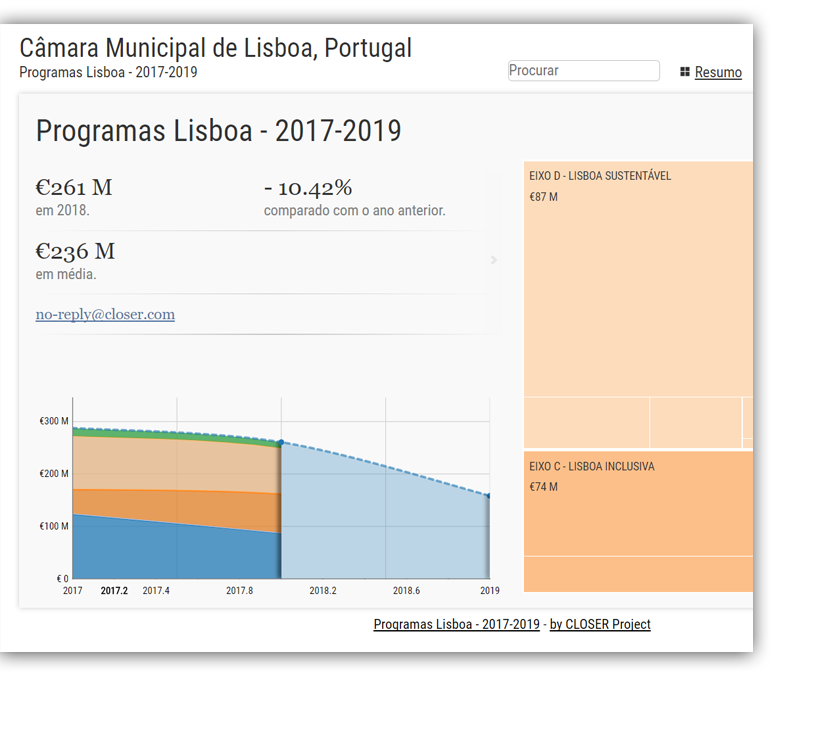 Câmara Municipal de Lisboa, Portugal
Programas Lisboa - 2017-2019
Procurar
Resumo
Programas Lisboa - 2017-2019
€261 M
- 10.42%
em 2018.
comparado com o ano anterior.
€236 M
em média.
no-reply@closer.com
EIXO D - LISBOA SUSTENTÁVEL
€87 M
EIXO C - LISBOA INCLUSIVA
€74 M
€300 M
€200 M
€100 M
€ 0
2017 2017.2 2017.4 2017.8 2018.2 2018.6 2019
Programas Lisboa - 2017-2019 - by CLOSER Project